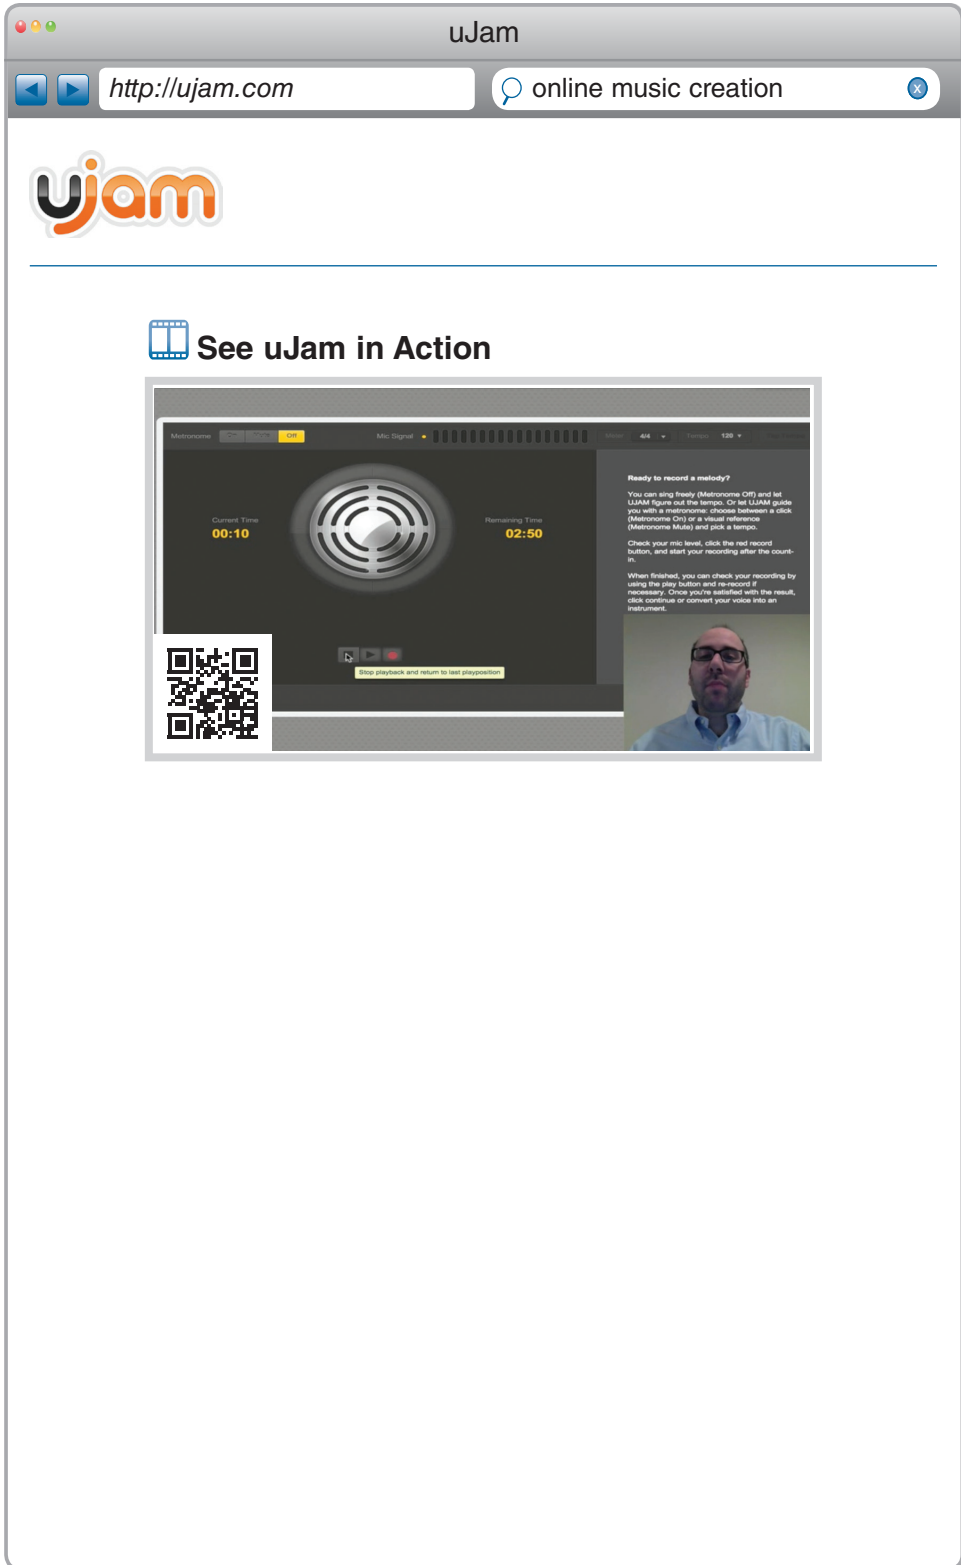 uJam
http://ujam.com
online music creation
x
ujam
See uJam in Action
Metronome
Off
Mic Signal
4/4
Tempo
120
Current Time
00:10
Remaining Time
02:50
Ready to record a melody?
You can sing freely (Metronome Off) and let
UJAM figure out the tempo. Or let UJAM guide
you with a metronome: choose between a click
(Metronome On) or a visual reference
(Metronome Mute) and pick a tempo.
Check your mic level, click the red record
button, and start your recording after the count-
in.
When finished, you can check your recording by
using the play button and re-record if
necessary. Once you're satisfied with the result,
click continue or convert your voice into an
instrument.
Stop playback and return to last playposition